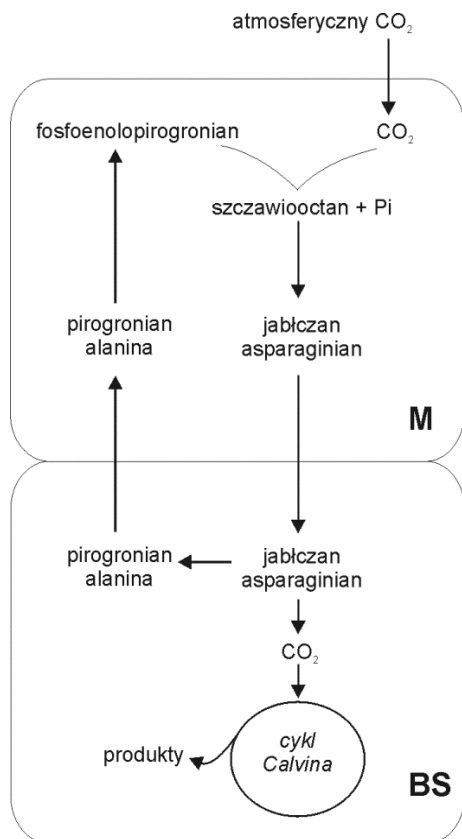 atmosferyczny CO₂
fosfoenolopirogronian
CO₂
szczawiooctan + Pi
pirogronian
alanina
jabłczan
asparaginian
M
pirogronian
alanina
jabłczan
asparaginian
CO₂
cykl
Calvina
produkty
BS